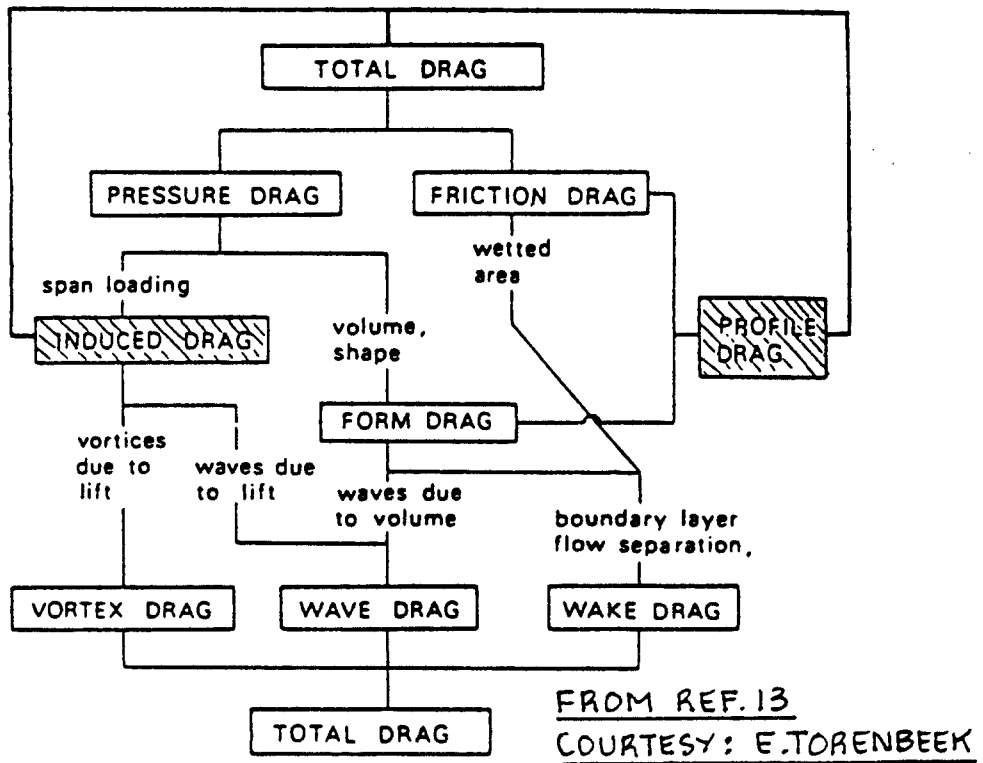 TOTAL DRAG
PRESSURE DRAG
FRICTION DRAG
wetted
area
span loading
INDUCED DRAG
volume,
shape
PROFILE
DRAG
FORM DRAG
vortices
due to
lift
waves due
to lift
waves due
to volume
boundary layer
flow separation,
VORTEX DRAG
WAVE DRAG
WAKE DRAG
TOTAL DRAG
FROM REF. 13
COURTESY: E.TORENBEEK